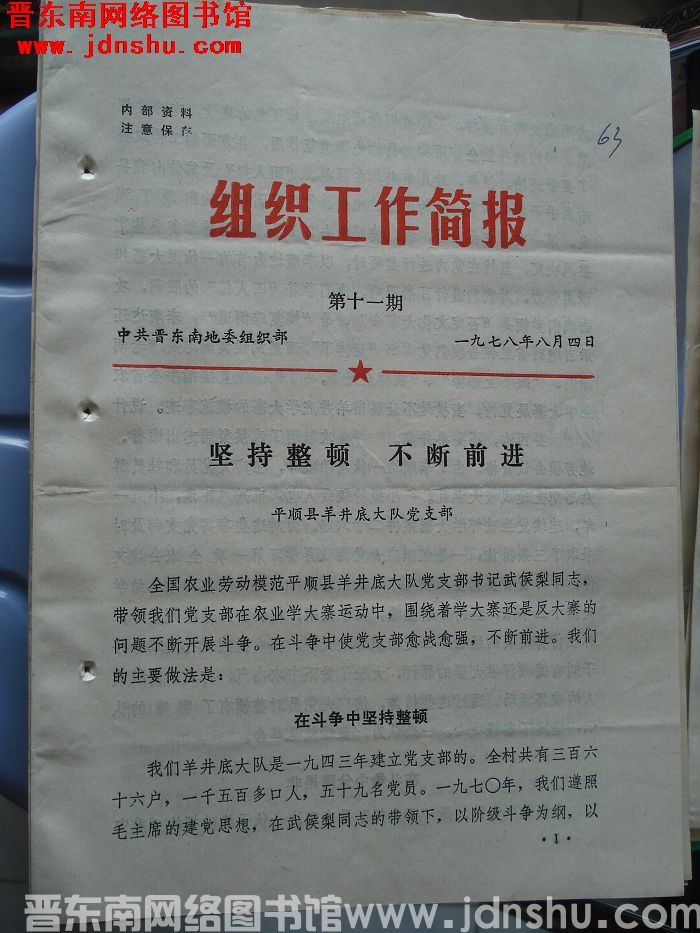 晋东南网络图书馆
www.jdnshu.com
内部资料
注意保存
63
组织工作简报
第十一期
中共晋东南地委组织部 一九七八年八月四日
坚持整顿 不断前进
平顺县羊井底大队党支部
全国农业劳动模范平顺县羊井底大队党支部书记武侯梨同志，
带领我们党支部在农业学大寨运动中，围绕着学大寨还是反大寨的
问题不断开展斗争。在斗争中使党支部愈战愈强，不断前进。我们
的主要做法是：
在斗争中坚持整顿
我们羊井底大队是一九四三年建立党支部的。全村共有三百六
十六户，一千五百多口人，五十九名党员。一九七〇年，我们遵照
毛主席的建党思想，在武侯梨同志的带领下，以阶级斗争为纲，以
·1·
晋东南网络图书馆www.jdnshu.com